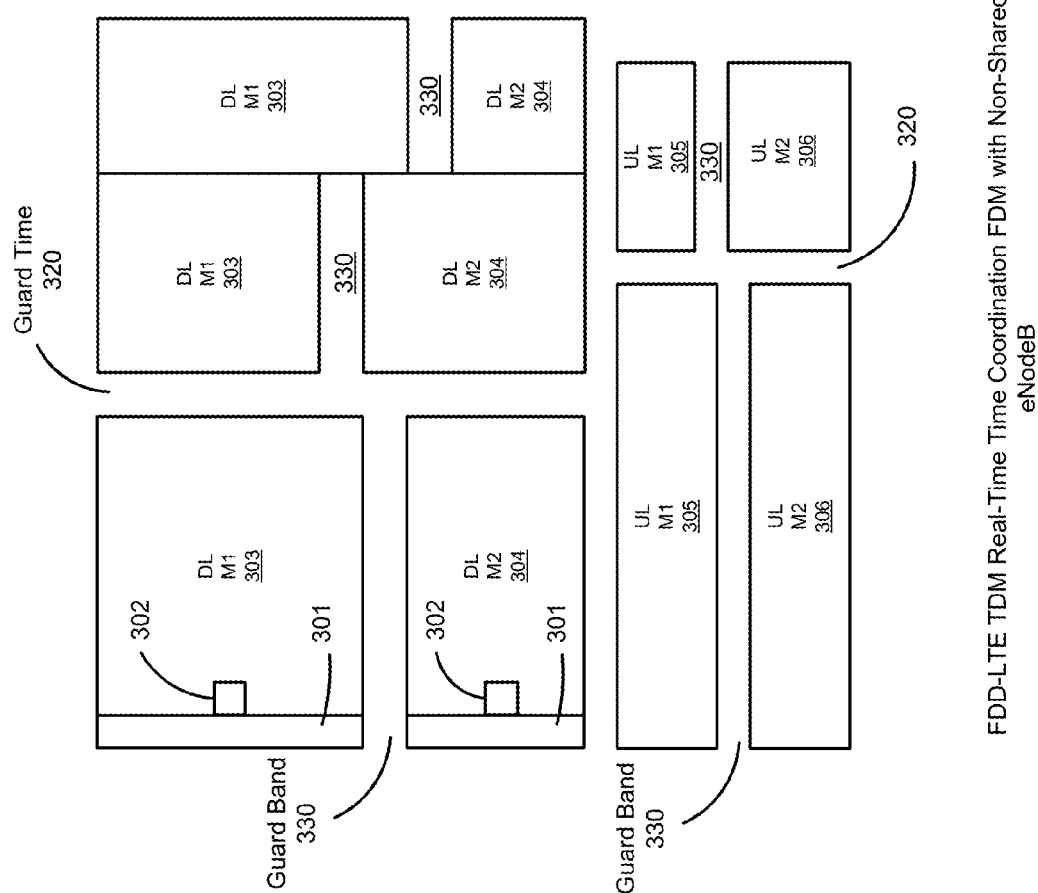 Guard Time
320
DL
M1
303
330
DL
M2
304
DL
M1
303
330
DL
M2
304
UL
M1
305
330
UL
M2
306
320
302
DL
M1
303
301
302
DL
M2
304
301
UL
M1
305
UL
M2
306
Guard Band
330
Guard Band
330
FDD-LTE TDM Real-Time Coordination FDM with Non-Shared
eNodeB